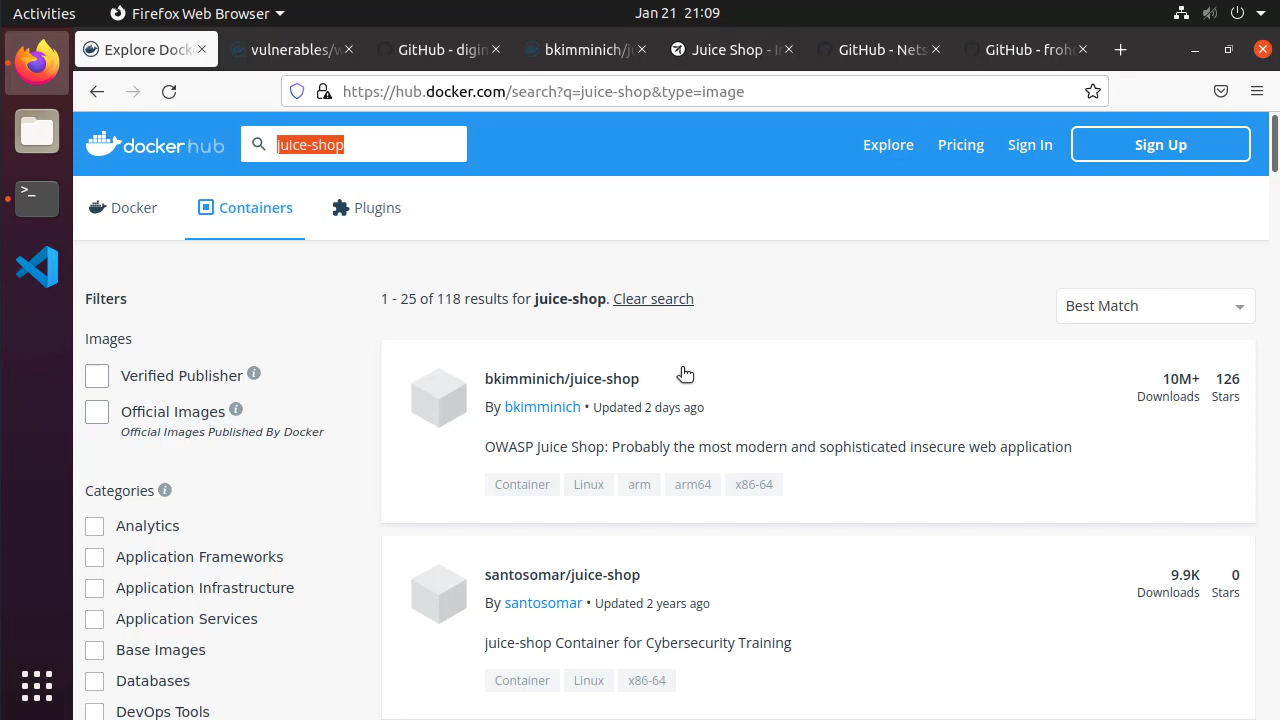 Activities
Firefox Web Browser
Jan 21 21:09
Explore Dock
vulnerables/w
GitHub - digin
bkimminich/ju
Juice Shop - I
GitHub - Nets
GitHub - froh
https://hub.docker.com/search?q=juice-shop&type=image
docker hub
juice-shop
Explore
Pricing
Sign In
Sign Up
Docker
Containers
Plugins
Filters
1 - 25 of 118 results for juice-shop. Clear search
Best Match
Images
Verified Publisher
Official Images
Official Images Published By Docker
Categories
Analytics
Application Frameworks
Application Infrastructure
Application Services
Base Images
Databases
DevOps Tools
bkimminich/juice-shop
By bkimminich • Updated 2 days ago
OWASP Juice Shop: Probably the most modern and sophisticated insecure web application
Container Linux arm arm64 x86-64
10M+ 126
Downloads Stars
santosomar/juice-shop
By santosomar • Updated 2 years ago
juice-shop Container for Cybersecurity Training
Container Linux x86-64
9.9K 0
Downloads Stars